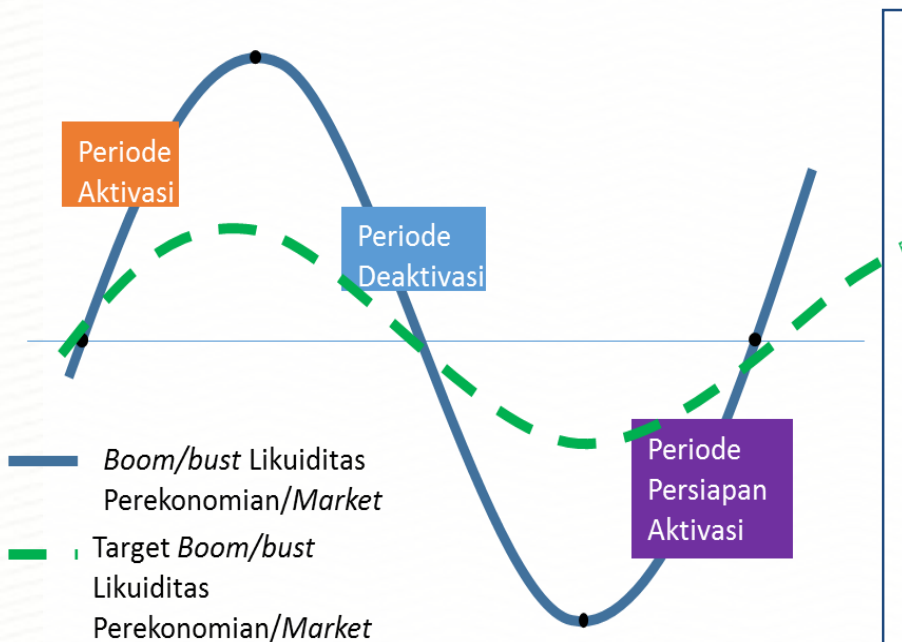 Periode
Aktivasi
Periode
Deaktivasi
Periode
Persiapan
Aktivasi
Boom/bust Likuiditas
Perekonomian/Market
Target Boom/bust
Likuiditas
Perekonomian/Market